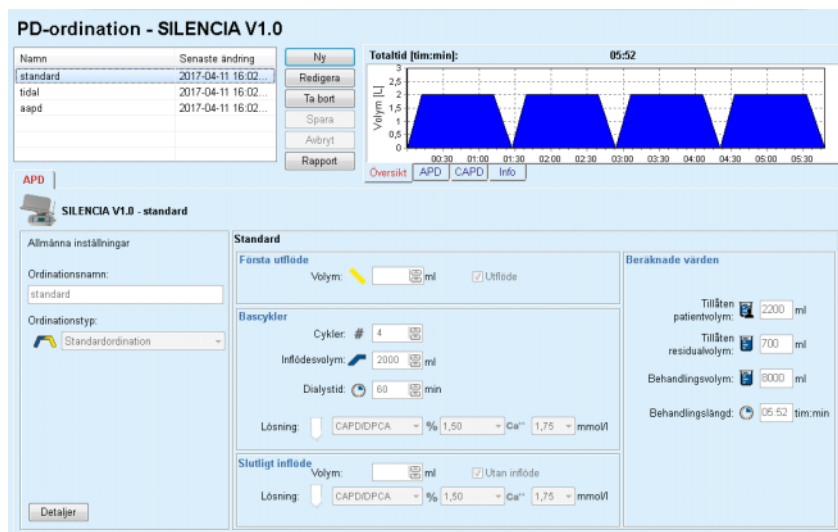 PD-ordination - SILENCIA V1.0
Namn Senaste ändring
standard 2017-04-11 16:02...
tidal 2017-04-11 16:02...
aapd 2017-04-11 16:02...
Ny
Redigera
Ta bort
Spara
Avbryt
Rapport
Totaltid [tim:min]: 05:52
Volym [L]
3
2,5
2
1,5
1
0,5
0
00:30 01:00 01:30 02:00 02:30 03:00 03:30 04:00 04:30 05:00 05:30
Översikt APD CAPD Info
APD
SILENCIA V1.0 - standard
Allmänna inställningar
Ordinationsnamn:
standard
Ordinationstyp:
Standardordination
Detaljer
Standard
Första utflöde
Volym: ml Utflöde
Bascykler
Cykler: # 4
Inflödesvolym: 2000 ml
Dialystid: 60 min
Lösning: CAPD/DPCA % 1,50 Ca⁺⁺ 1,75 mmol/l
Slutligt inflöde
Volym: ml Utan inflöde
Lösning: CAPD/DPCA % 1,50 Ca⁺⁺ 1,75 mmol/l
Beräknade värden
Tillåten
patientvolym: 2200 ml
Tillåten
residualvolym: 700 ml
Behandlingsvolym: 8000 ml
Behandlingslängd: 05:52 tim:min